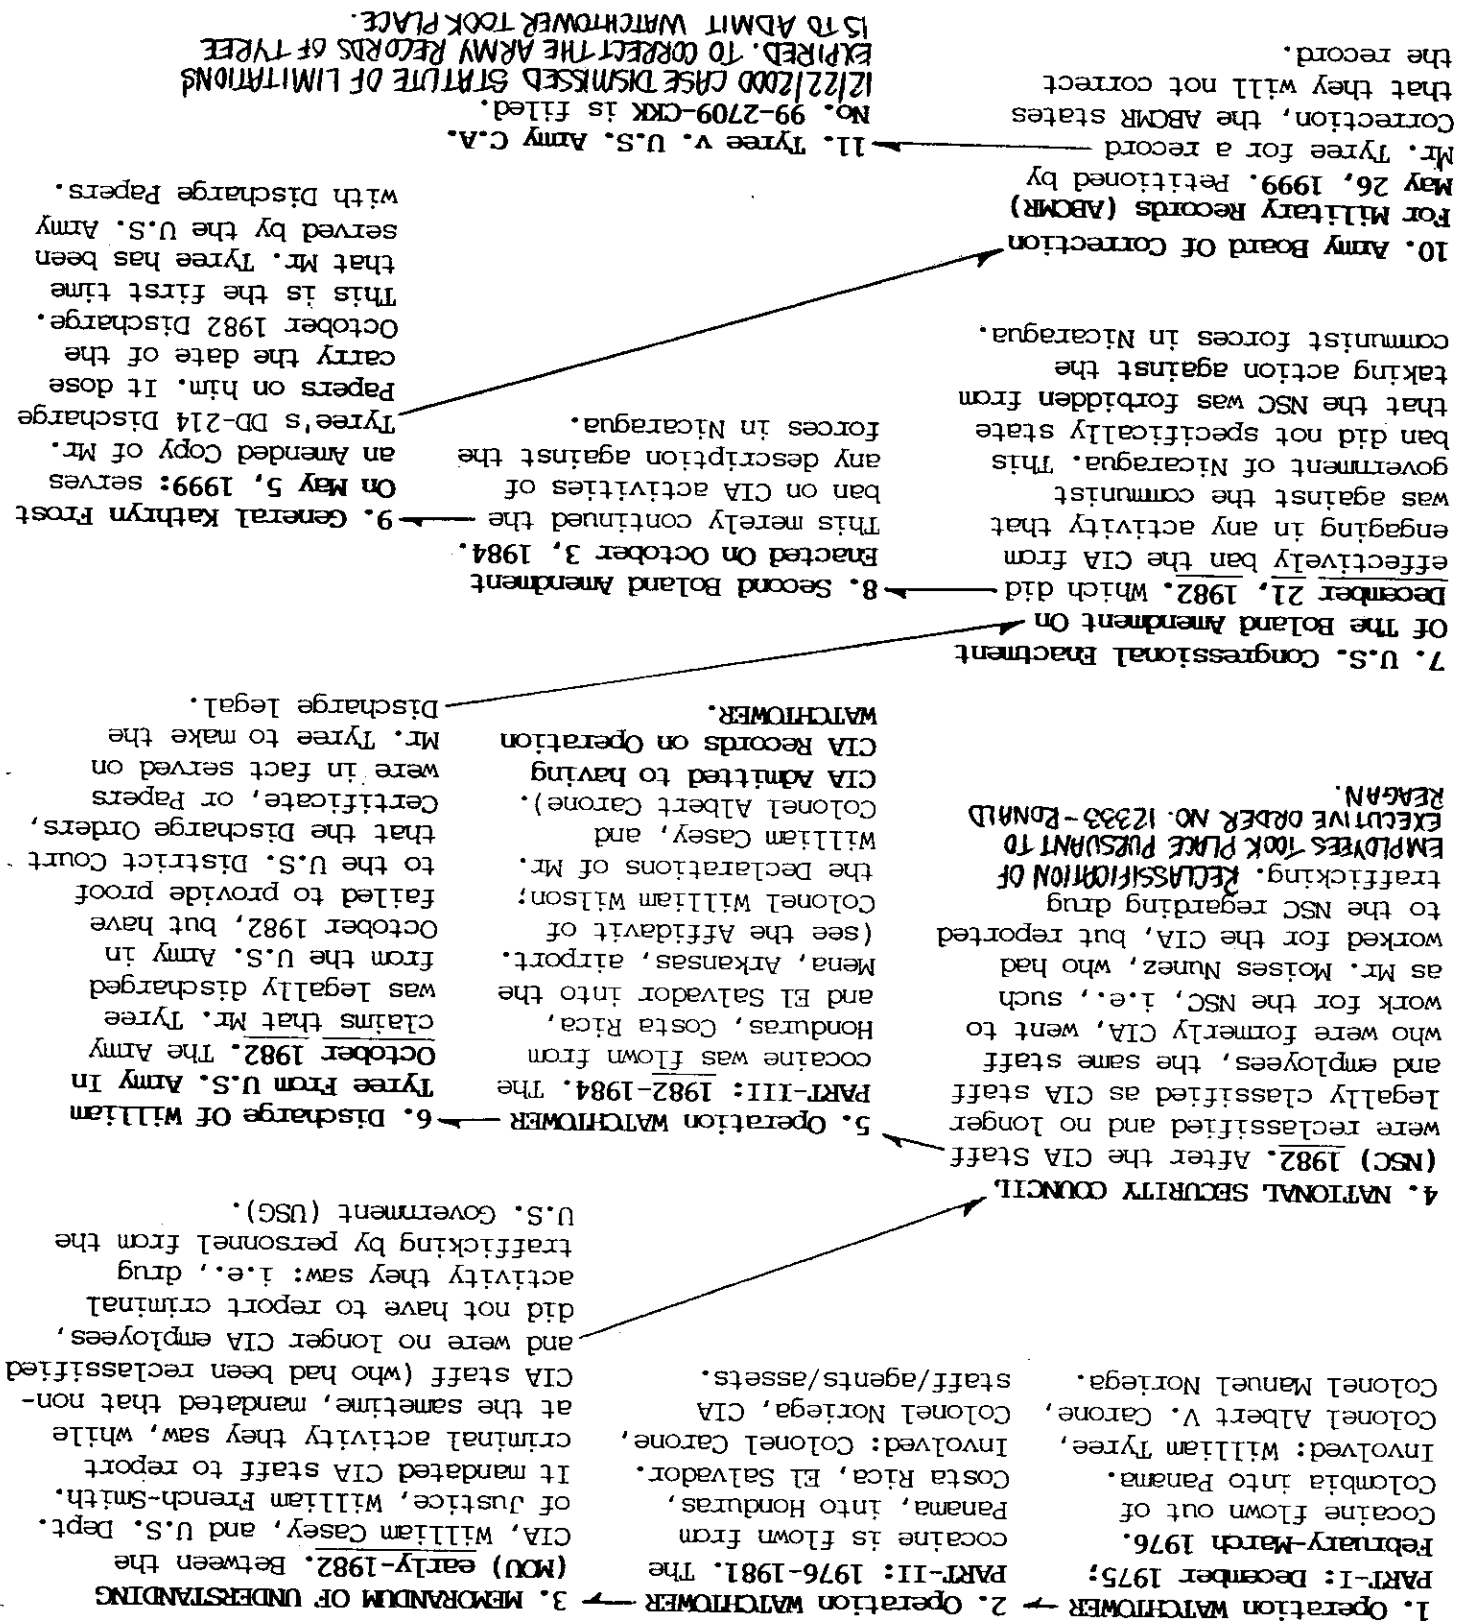 1. Operation WATCHTOWER
PART-I: December 1975;
February-March 1976.
Cocaine flown out of
Colombia into Panama.
Involved: William Tyree,
Colonel Albert V. Carone,
Colonel Manuel Noriega.
2. Operation WATCHTOWER
PART-II: 1976-1981. The
cocaine is flown from
Panama, into Honduras,
Costa Rica, El Salvador.
Involved: Colonel Carone,
Colonel Noriega, CIA
staff/agents/assets.
3. MEMORANDUM OF UNDERSTANDING
(MOU) early-1982. Between the
CIA, William Casey, and U.S. Dept.
of Justice, William French-Smith.
It mandated CIA staff to report
criminal activity they saw, while
at the sametime, mandated that non-
CIA staff (who had been reclassified
and were no longer CIA employees,
did not have to report criminal
activity they saw: i.e., drug
trafficking by personnel from the
U.S. Government (USG).
4. NATIONAL SECURITY COUNCIL
(NSC) 1982. After the CIA Staff
were reclassified and no longer
legally classified as CIA staff
and employees, the same staff
who were formerly CIA, went to
work for the NSC, i.e., such
as Mr. Moises Nunez, who had
worked for the CIA, but reported
to the NSC regarding drug
trafficking. RECLASSIFICATION OF
EMPLOYEES TOOK PLACE PURSUANT TO
EXECUTIVE ORDER NO. 12333-RONALD
REAGAN.
5. Operation WATCHTOWER
PART-III: 1982-1984. The
cocaine was flown from
Honduras, Costa Rica,
and El Salvador into the
Mena, Arkansas, airport.
(see the Affidavit of
Colonel William Wilson;
the Declarations of Mr.
William Casey, and
Colonel Albert Carone).
CIA Admitted to having
CIA Records on Operation
WATCHTOWER.
6. Discharge Of William
Tyree From U.S. Army In
October 1982. The Army
claims that Mr. Tyree
was legally discharged
from the U.S. Army in
October 1982, but have
failed to provide proof
to the U.S. District Court
that the Discharge Orders,
Certificate, or Papers
were in fact served on
Mr. Tyree to make the
Discharge legal.
7. U.S. Congressional Enactment
Of The Boland Amendment On
December 21, 1982. Which did
effectively ban the CIA from
engaging in any activity that
was against the communist
government of Nicaragua. This
ban did not specifically state
that the NSC was forbidden from
taking action against the
communist forces in Nicaragua.
8. Second Boland Amendment
Enacted On October 3, 1984.
This merely continued the
ban on CIA activities of
any description against the
forces in Nicaragua.
9. General Kathryn Frost
On May 5, 1999: serves
an Amended Copy of Mr.
Tyree's DD-214 Discharge
Papers on him. It dose
carry the date of the
October 1982 Discharge.
This is the first time
that Mr. Tyree has been
served by the U.S. Army
with Discharge Papers.
10. Army Board Of Correction
For Military Records (ABCMR)
May 26, 1999. Petitioned by
Mr. Tyree for a record
Correction, the ABCMR states
that they will not correct
the record.
11. Tyree v. U.S. Army C.A.
No. 99-2709-CKK is filed.
12/22/2000 CASE DISMISSED STATUTE OF LIMITATIONS
EXPIRED. TO CORRECT THE ARMY RECORDS OF TYREE
IS TO ADMIT WATCHTOWER TOOK PLACE.